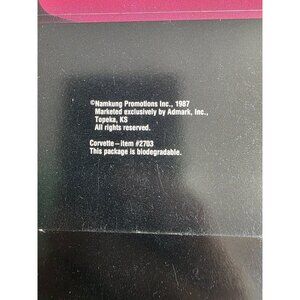 ©Namkung Promotions Inc., 1987
Marketed exclusively by Admark, Inc.,
Topeka, KS
All rights reserved.
Corvette—item #2703
This package is biodegradable.